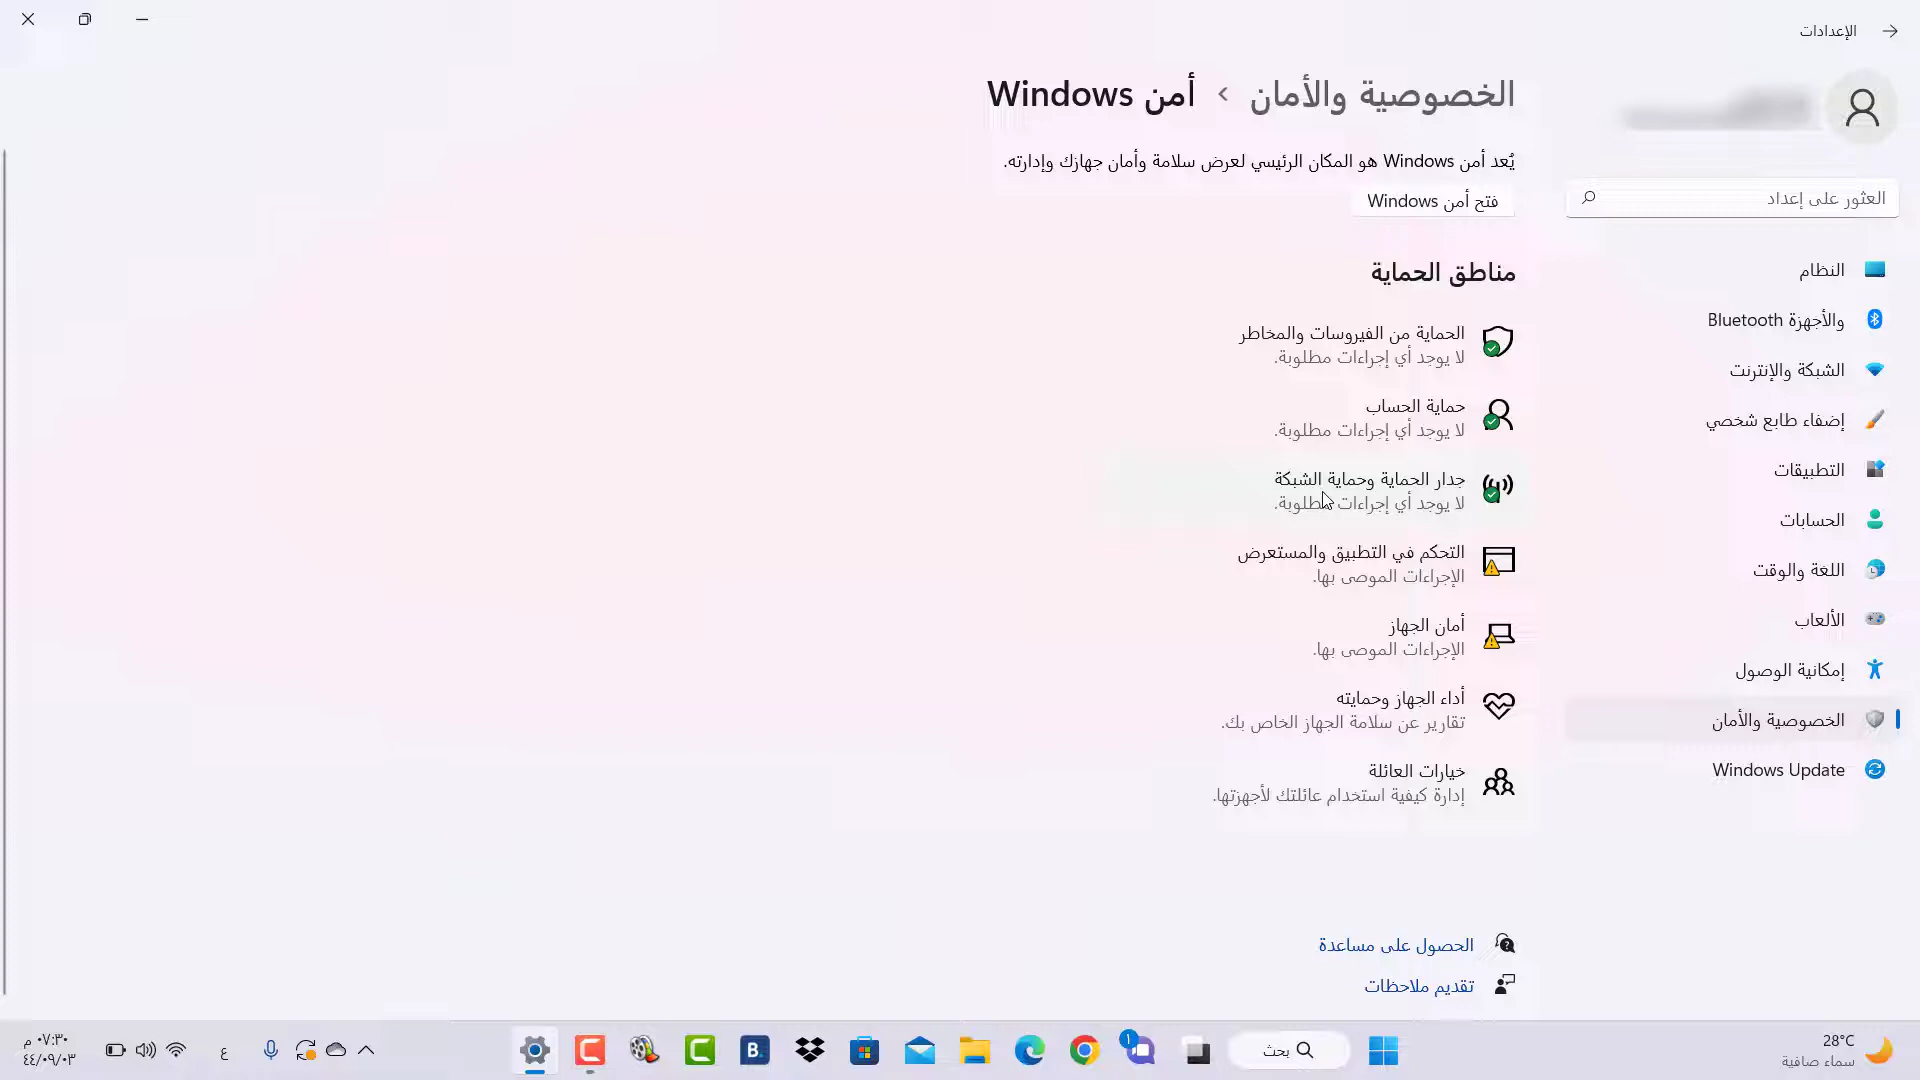 الإعدادات
الخصوصية والأمان › أمن Windows
يُعد أمن Windows هو المكان الرئيسي لعرض سلامة وأمان جهازك وإدارته.
فتح أمن Windows
العثور على إعداد
النظام
Bluetooth والأجهزة
الشبكة والإنترنت
إضفاء طابع شخصي
التطبيقات
الحسابات
اللغة والوقت
الألعاب
إمكانية الوصول
الخصوصية والأمان
Windows Update
مناطق الحماية
الحماية من الفيروسات والمخاطر
لا يوجد أي إجراءات مطلوبة.
حماية الحساب
لا يوجد أي إجراءات مطلوبة.
جدار الحماية وحماية الشبكة
لا يوجد أي إجراءات مطلوبة.
التحكم في التطبيق والمستعرض
الإجراءات الموصى بها.
أمان الجهاز
الإجراءات الموصى بها.
أداء الجهاز وحمايته
تقارير عن سلامة الجهاز الخاص بك.
خيارات العائلة
إدارة كيفية استخدام عائلتك لأجهزتها.
الحصول على مساعدة
تقديم ملاحظات
28°C
سماء صافية
بحث
1
B.
ع
٠٧:٣٠ م
٤٤/٠٩/٠٣